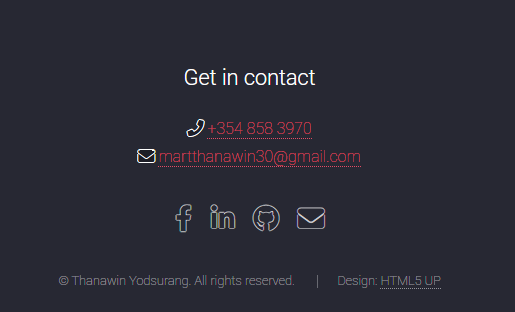 Get in contact
+354 858 3970
martthanawin30@gmail.com
© Thanawin Yodsurang. All rights reserved. | Design: HTML5 UP